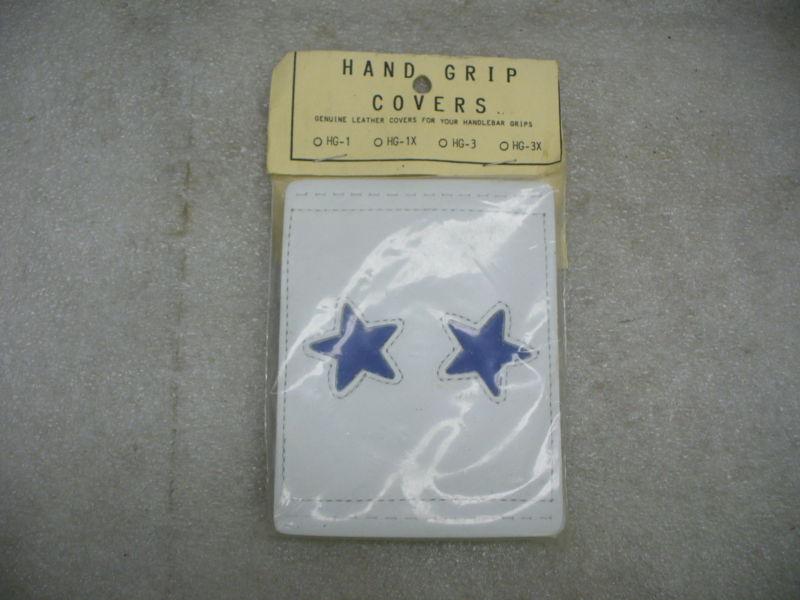 HAND GRIP
COVERS
GENUINE LEATHER COVERS FOR YOUR HANDLEBAR GRIPS
O HG-1 O HG-1X O HG-3 O HG-3X